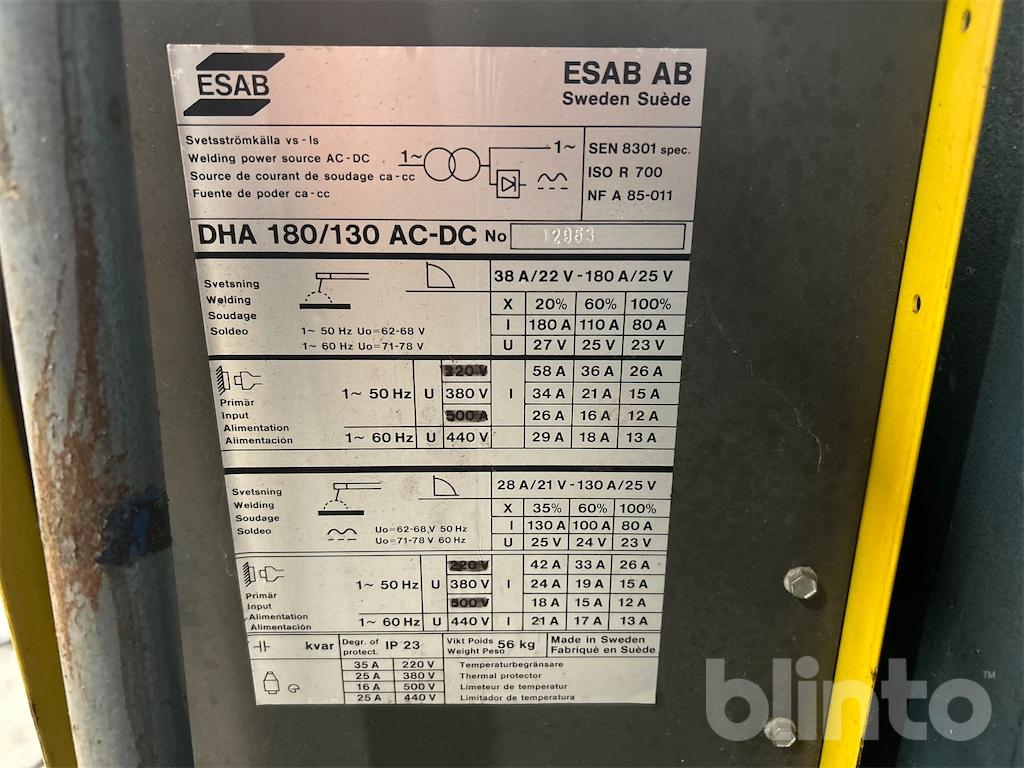 ESAB
ESAB AB
Sweden Suède
Svetsströmkälla vs-ls
Welding power source AC-DC
Source de courant de soudage ca-cc
Fuente de poder ca-cc
1~
1~
SEN 8301 spec.
ISO R 700
NF A 85-011
DHA 180/130 AC-DC No 12953
Svetsning
Welding
Soudage
Soldeo
1~ 50 Hz Uo=62-68 V
1~ 60 Hz Uo=71-78 V
38 A/22 V-180 A/25 V
X 20% 60% 100%
I 180 A 110 A 80 A
U 27 V 25 V 23 V
Primär
Input
Alimentation
Alimentación
220 V 58 A 36 A 26 A
1~ 50 Hz U 380 V I 34 A 21 A 15 A
500 A 26 A 16 A 12 A
1~ 60 Hz U 440 V 29 A 18 A 13 A
Svetsning
Welding
Soudage
Soldeo
Uo=62-68 V 50 Hz
Uo=71-78 V 60 Hz
28 A/21 V-130 A/25 V
X 35% 60% 100%
I 130 A 100 A 80 A
U 25 V 24 V 23 V
Primär
Input
Alimentation
Alimentación
220 V 42 A 33 A 26 A
1~ 50 Hz U 380 V I 24 A 19 A 15 A
500 V 18 A 15 A 12 A
1~ 60 Hz U 440 V I 21 A 17 A 13 A
kvar
Degr. of
protect. IP 23
Vikt Poids
Weight Peso 56 kg
Made in Sweden
Fabriqué en Suède
35 A 220 V Temperaturbegränsare
25 A 380 V Thermal protector
16 A 500 V Limiteur de temperatur
25 A 440 V Limitador de temperatur
blinto™